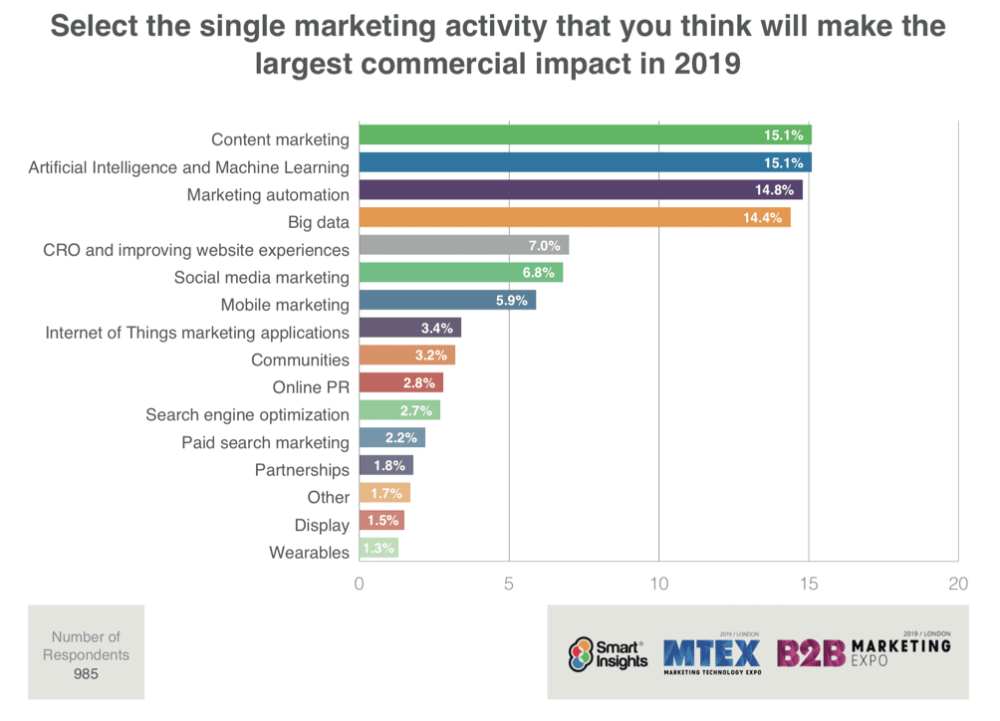 Select the single marketing activity that you think will make the
largest commercial impact in 2019
Content marketing 15.1%
Artificial Intelligence and Machine Learning 15.1%
Marketing automation 14.8%
Big data 14.4%
CRO and improving website experiences 7.0%
Social media marketing 6.8%
Mobile marketing 5.9%
Internet of Things marketing applications 3.4%
Communities 3.2%
Online PR 2.8%
Search engine optimization 2.7%
Paid search marketing 2.2%
Partnerships 1.8%
Other 1.7%
Display 1.5%
Wearables 1.3%
0 5 10 15 20
Number of
Respondents
985
Smart®
Insights
2019 / LONDON
MTEX
MARKETING TECHNOLOGY EXPO
2019 / LONDON
B2B MARKETING
EXPO